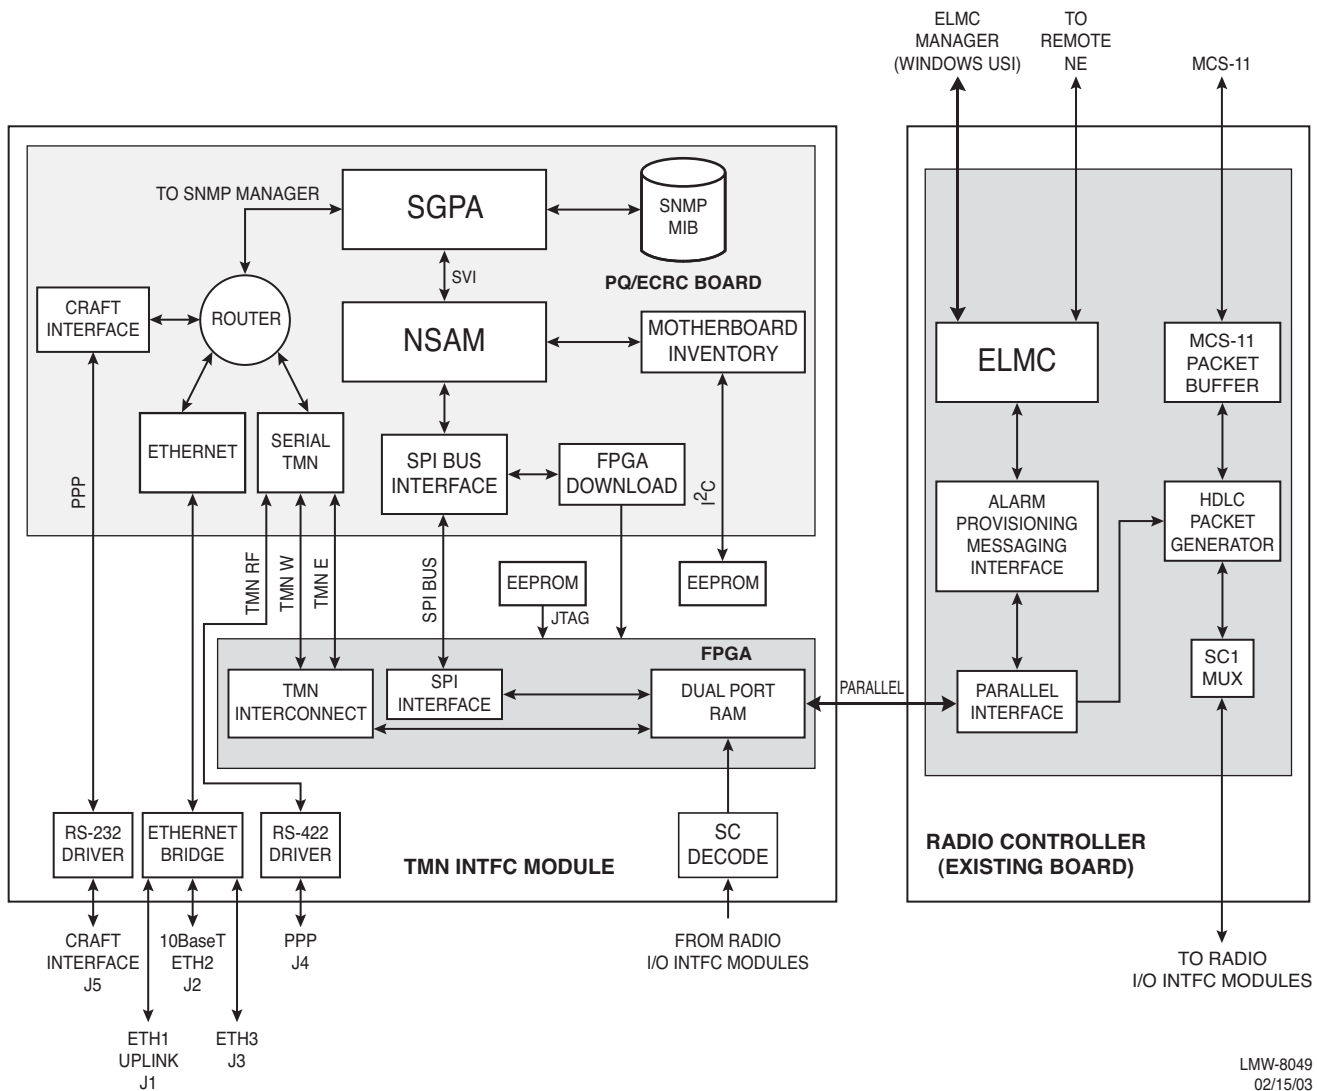 ELMC
MANAGER
(WINDOWS USI)
TO
REMOTE
NE
MCS-11
TO SNMP MANAGER
SGPA
SNMP
MIB
PQ/ECRC BOARD
SVI
CRAFT
INTERFACE
ROUTER
NSAM
MOTHERBOARD
INVENTORY
ETHERNET
SERIAL
TMN
SPI BUS
INTERFACE
FPGA
DOWNLOAD
PPP
I2C
TMN RF
TMN W
TMN E
SPI BUS
EEPROM
JTAG
EEPROM
FPGA
TMN
INTERCONNECT
SPI
INTERFACE
DUAL PORT
RAM
PARALLEL
RS-232
DRIVER
ETHERNET
BRIDGE
RS-422
DRIVER
TMN INTFC MODULE
SC
DECODE
CRAFT
INTERFACE
J5
10BaseT
ETH2
J2
PPP
J4
FROM RADIO
I/O INTFC MODULES
ETH1
UPLINK
J1
ETH3
J3
ELMC
MCS-11
PACKET
BUFFER
ALARM
PROVISIONING
MESSAGING
INTERFACE
HDLC
PACKET
GENERATOR
PARALLEL
INTERFACE
SC1
MUX
RADIO CONTROLLER
(EXISTING BOARD)
TO RADIO
I/O INTFC MODULES
LMW-8049
02/15/03